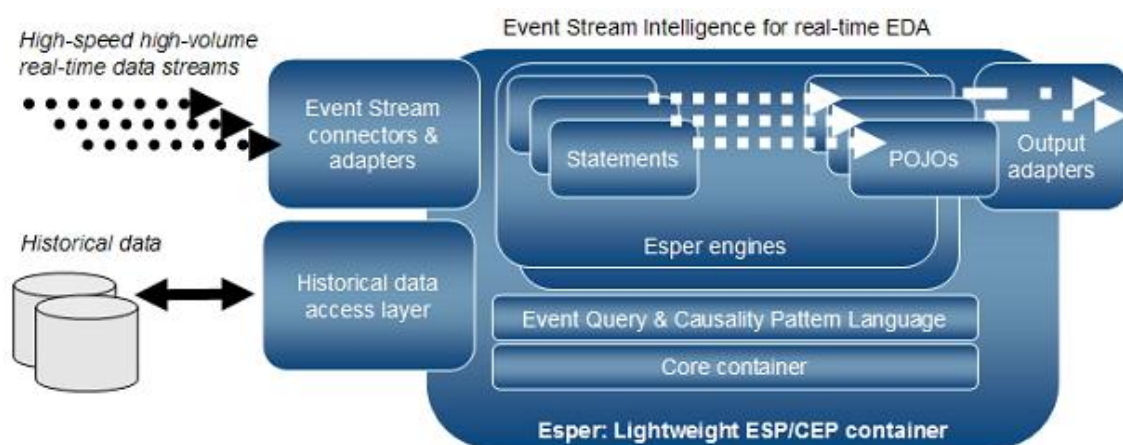 Event Stream Intelligence for real-time EDA
High-speed high-volume
real-time data streams
Event Stream
connectors &
adapters
Statements
POJOs
Output
adapters
Esper engines
Historical data
Historical data
access layer
Event Query & Causality Pattern Language
Core container
Esper: Lightweight ESP/CEP container